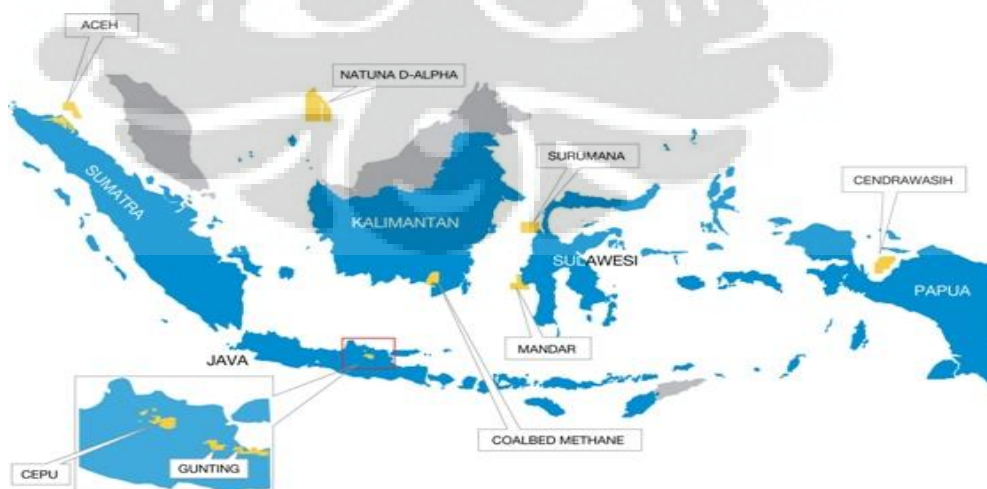 ACEH
NATUNA D-ALPHA
SURUMANA
CENDRAWASIH
SUMATRA
KALIMANTAN
SULAWESI
PAPUA
MANDAR
JAVA
COALBED METHANE
CEPU
GUNTING